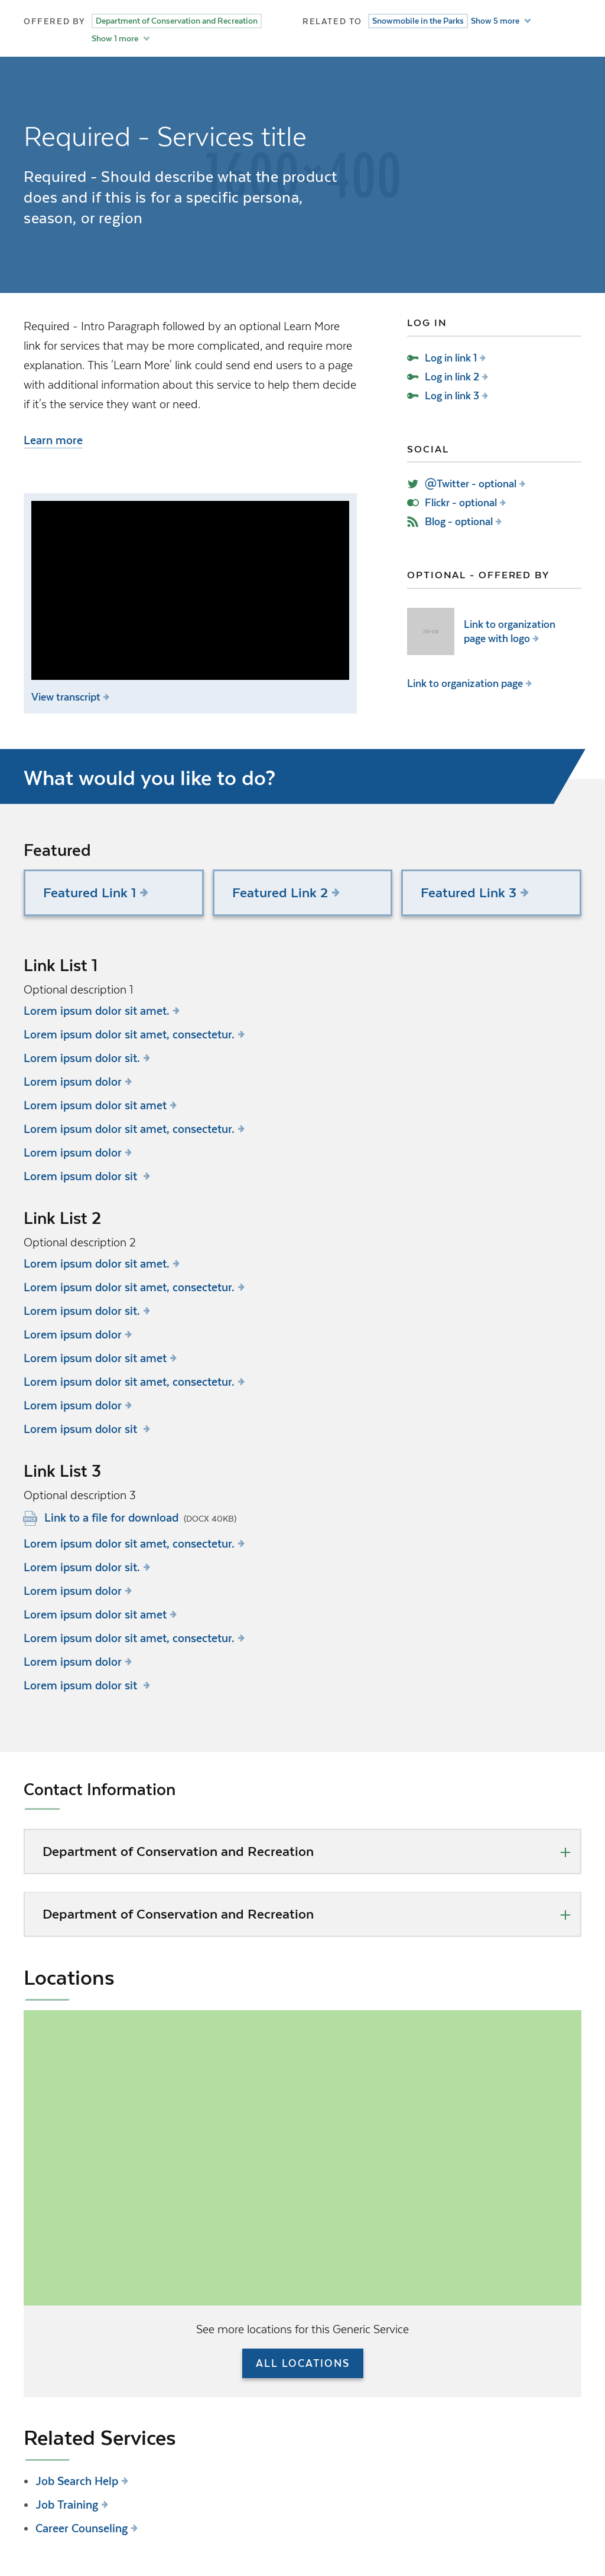 OFFERED BY Department of Conservation and Recreation
Show 1 more
RELATED TO Snowmobile in the Parks Show 5 more
1600×400
Required - Services title
Required - Should describe what the product
does and if this is for a specific persona,
season, or region
Required - Intro Paragraph followed by an optional Learn More
link for services that may be more complicated, and require more
explanation. This 'Learn More' link could send end users to a page
with additional information about this service to help them decide
if it's the service they want or need.
Learn more
View transcript
LOG IN
Log in link 1
Log in link 2
Log in link 3
SOCIAL
@Twitter - optional
Flickr - optional
Blog - optional
OPTIONAL - OFFERED BY
Link to organization
page with logo
Link to organization page
What would you like to do?
Featured
Featured Link 1
Featured Link 2
Featured Link 3
Link List 1
Optional description 1
Lorem ipsum dolor sit amet.
Lorem ipsum dolor sit amet, consectetur.
Lorem ipsum dolor sit.
Lorem ipsum dolor
Lorem ipsum dolor sit amet
Lorem ipsum dolor sit amet, consectetur.
Lorem ipsum dolor
Lorem ipsum dolor sit
Link List 2
Optional description 2
Lorem ipsum dolor sit amet.
Lorem ipsum dolor sit amet, consectetur.
Lorem ipsum dolor sit.
Lorem ipsum dolor
Lorem ipsum dolor sit amet
Lorem ipsum dolor sit amet, consectetur.
Lorem ipsum dolor
Lorem ipsum dolor sit
Link List 3
Optional description 3
Link to a file for download (DOCX 40KB)
Lorem ipsum dolor sit amet, consectetur.
Lorem ipsum dolor sit.
Lorem ipsum dolor
Lorem ipsum dolor sit amet
Lorem ipsum dolor sit amet, consectetur.
Lorem ipsum dolor
Lorem ipsum dolor sit
Contact Information
Department of Conservation and Recreation
Department of Conservation and Recreation
Locations
See more locations for this Generic Service
ALL LOCATIONS
Related Services
• Job Search Help
• Job Training
• Career Counseling